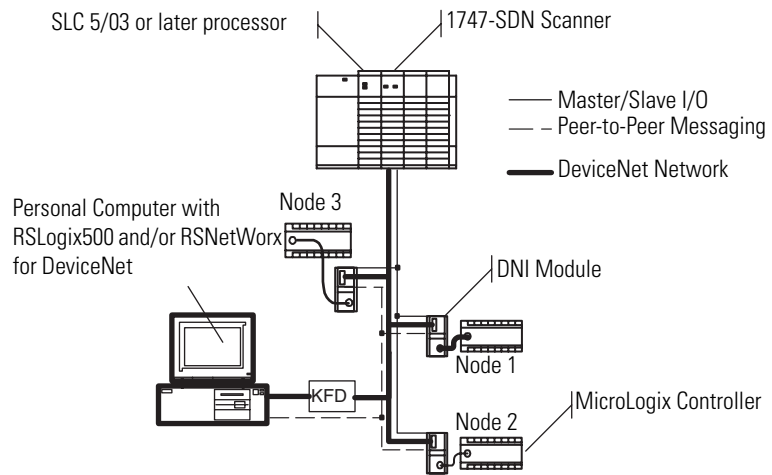 SLC 5/03 or later processor
1747-SDN Scanner
Master/Slave I/O
Peer-to-Peer Messaging
DeviceNet Network
Node 3
Personal Computer with
RSLogix500 and/or RSNetWorx
for DeviceNet
DNI Module
Node 1
KFD
Node 2
MicroLogix Controller